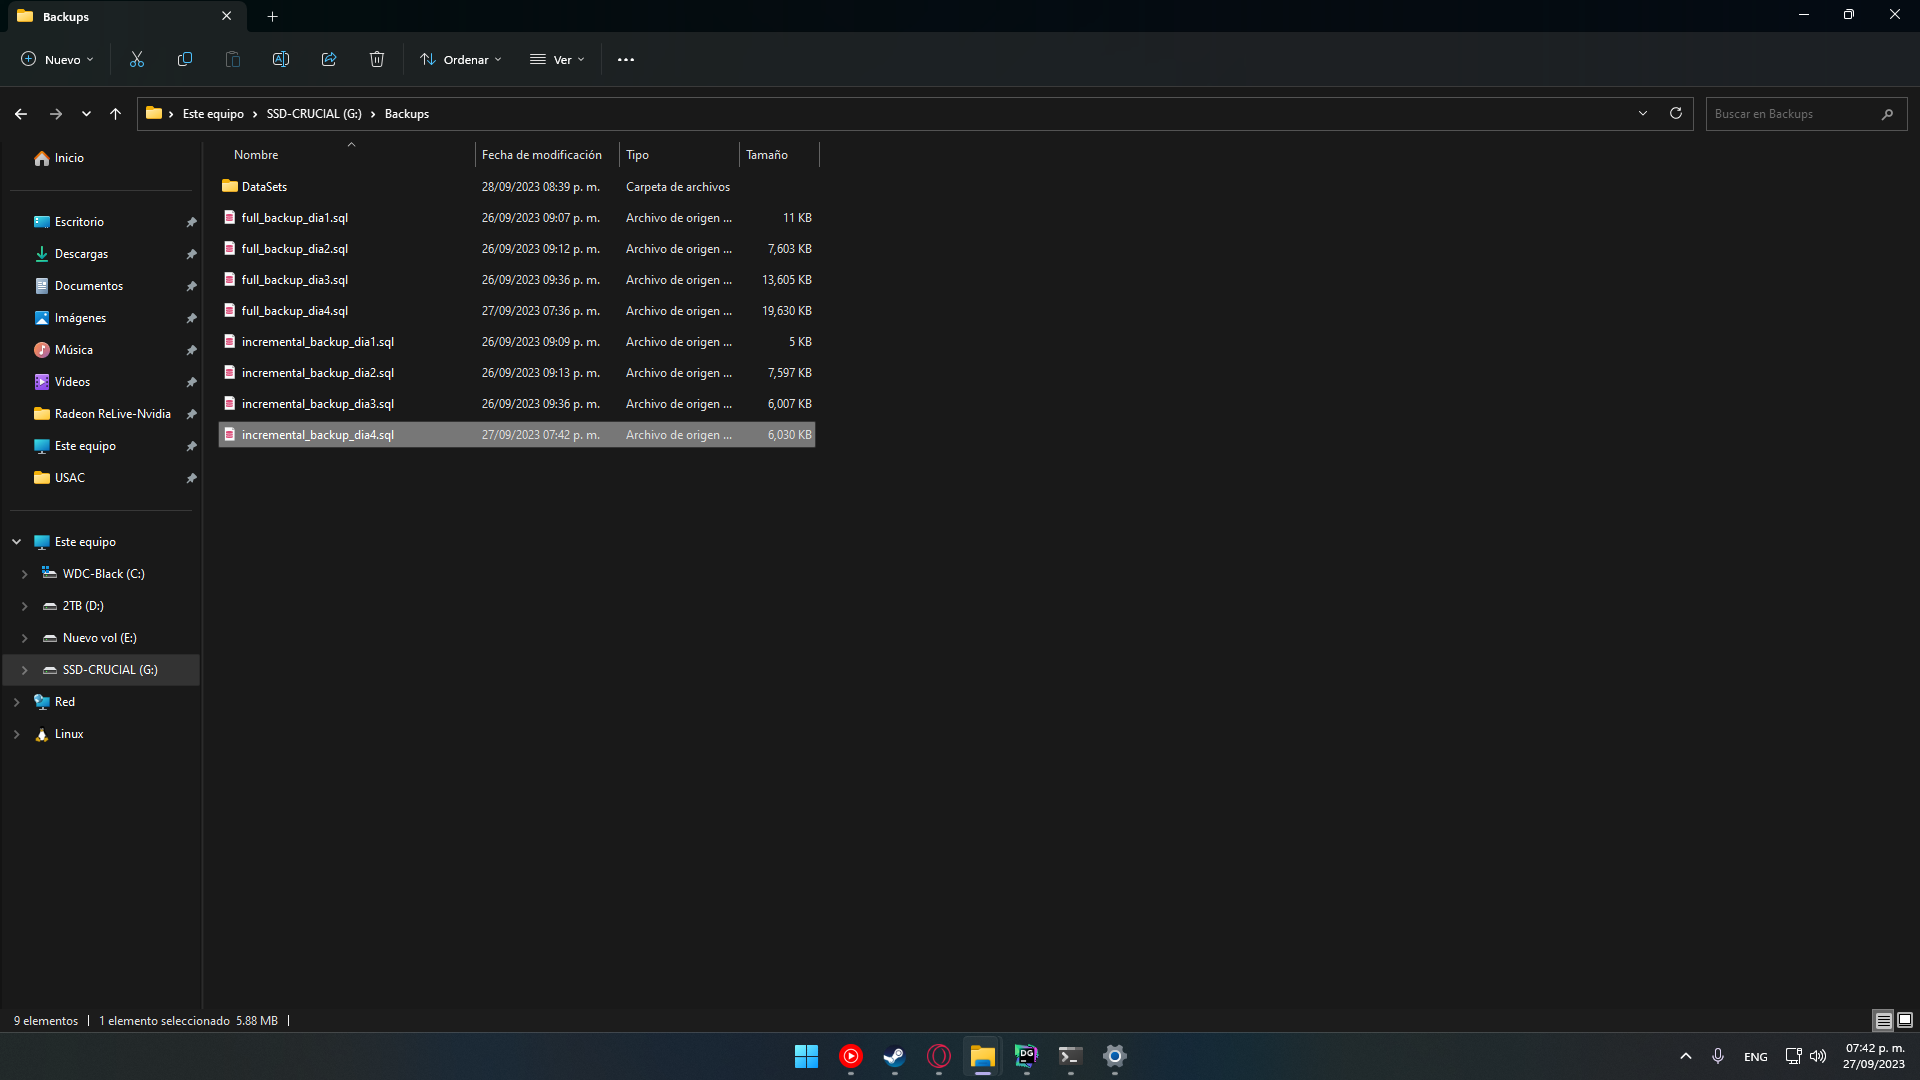 Backups
Nuevo
Ordenar
Ver
Este equipo
SSD-CRUCIAL (G:)
Backups
Buscar en Backups
Nombre Fecha de modificación Tipo Tamaño
DataSets 28/09/2023 08:39 p. m. Carpeta de archivos
full_backup_dia1.sql 26/09/2023 09:07 p. m. Archivo de origen ... 11 KB
full_backup_dia2.sql 26/09/2023 09:12 p. m. Archivo de origen ... 7,603 KB
full_backup_dia3.sql 26/09/2023 09:36 p. m. Archivo de origen ... 13,605 KB
full_backup_dia4.sql 27/09/2023 07:36 p. m. Archivo de origen ... 19,630 KB
incremental_backup_dia1.sql 26/09/2023 09:09 p. m. Archivo de origen ... 5 KB
incremental_backup_dia2.sql 26/09/2023 09:13 p. m. Archivo de origen ... 7,597 KB
incremental_backup_dia3.sql 26/09/2023 09:36 p. m. Archivo de origen ... 6,007 KB
incremental_backup_dia4.sql 27/09/2023 07:42 p. m. Archivo de origen ... 6,030 KB
Inicio
Escritorio
Descargas
Documentos
Imágenes
Música
Videos
Radeon ReLive-Nvidia
Este equipo
USAC
Este equipo
WDC-Black (C:)
2TB (D:)
Nuevo vol (E:)
SSD-CRUCIAL (G:)
Red
Linux
9 elementos
1 elemento seleccionado 5.88 MB
DG
ENG
07:42 p. m.
27/09/2023